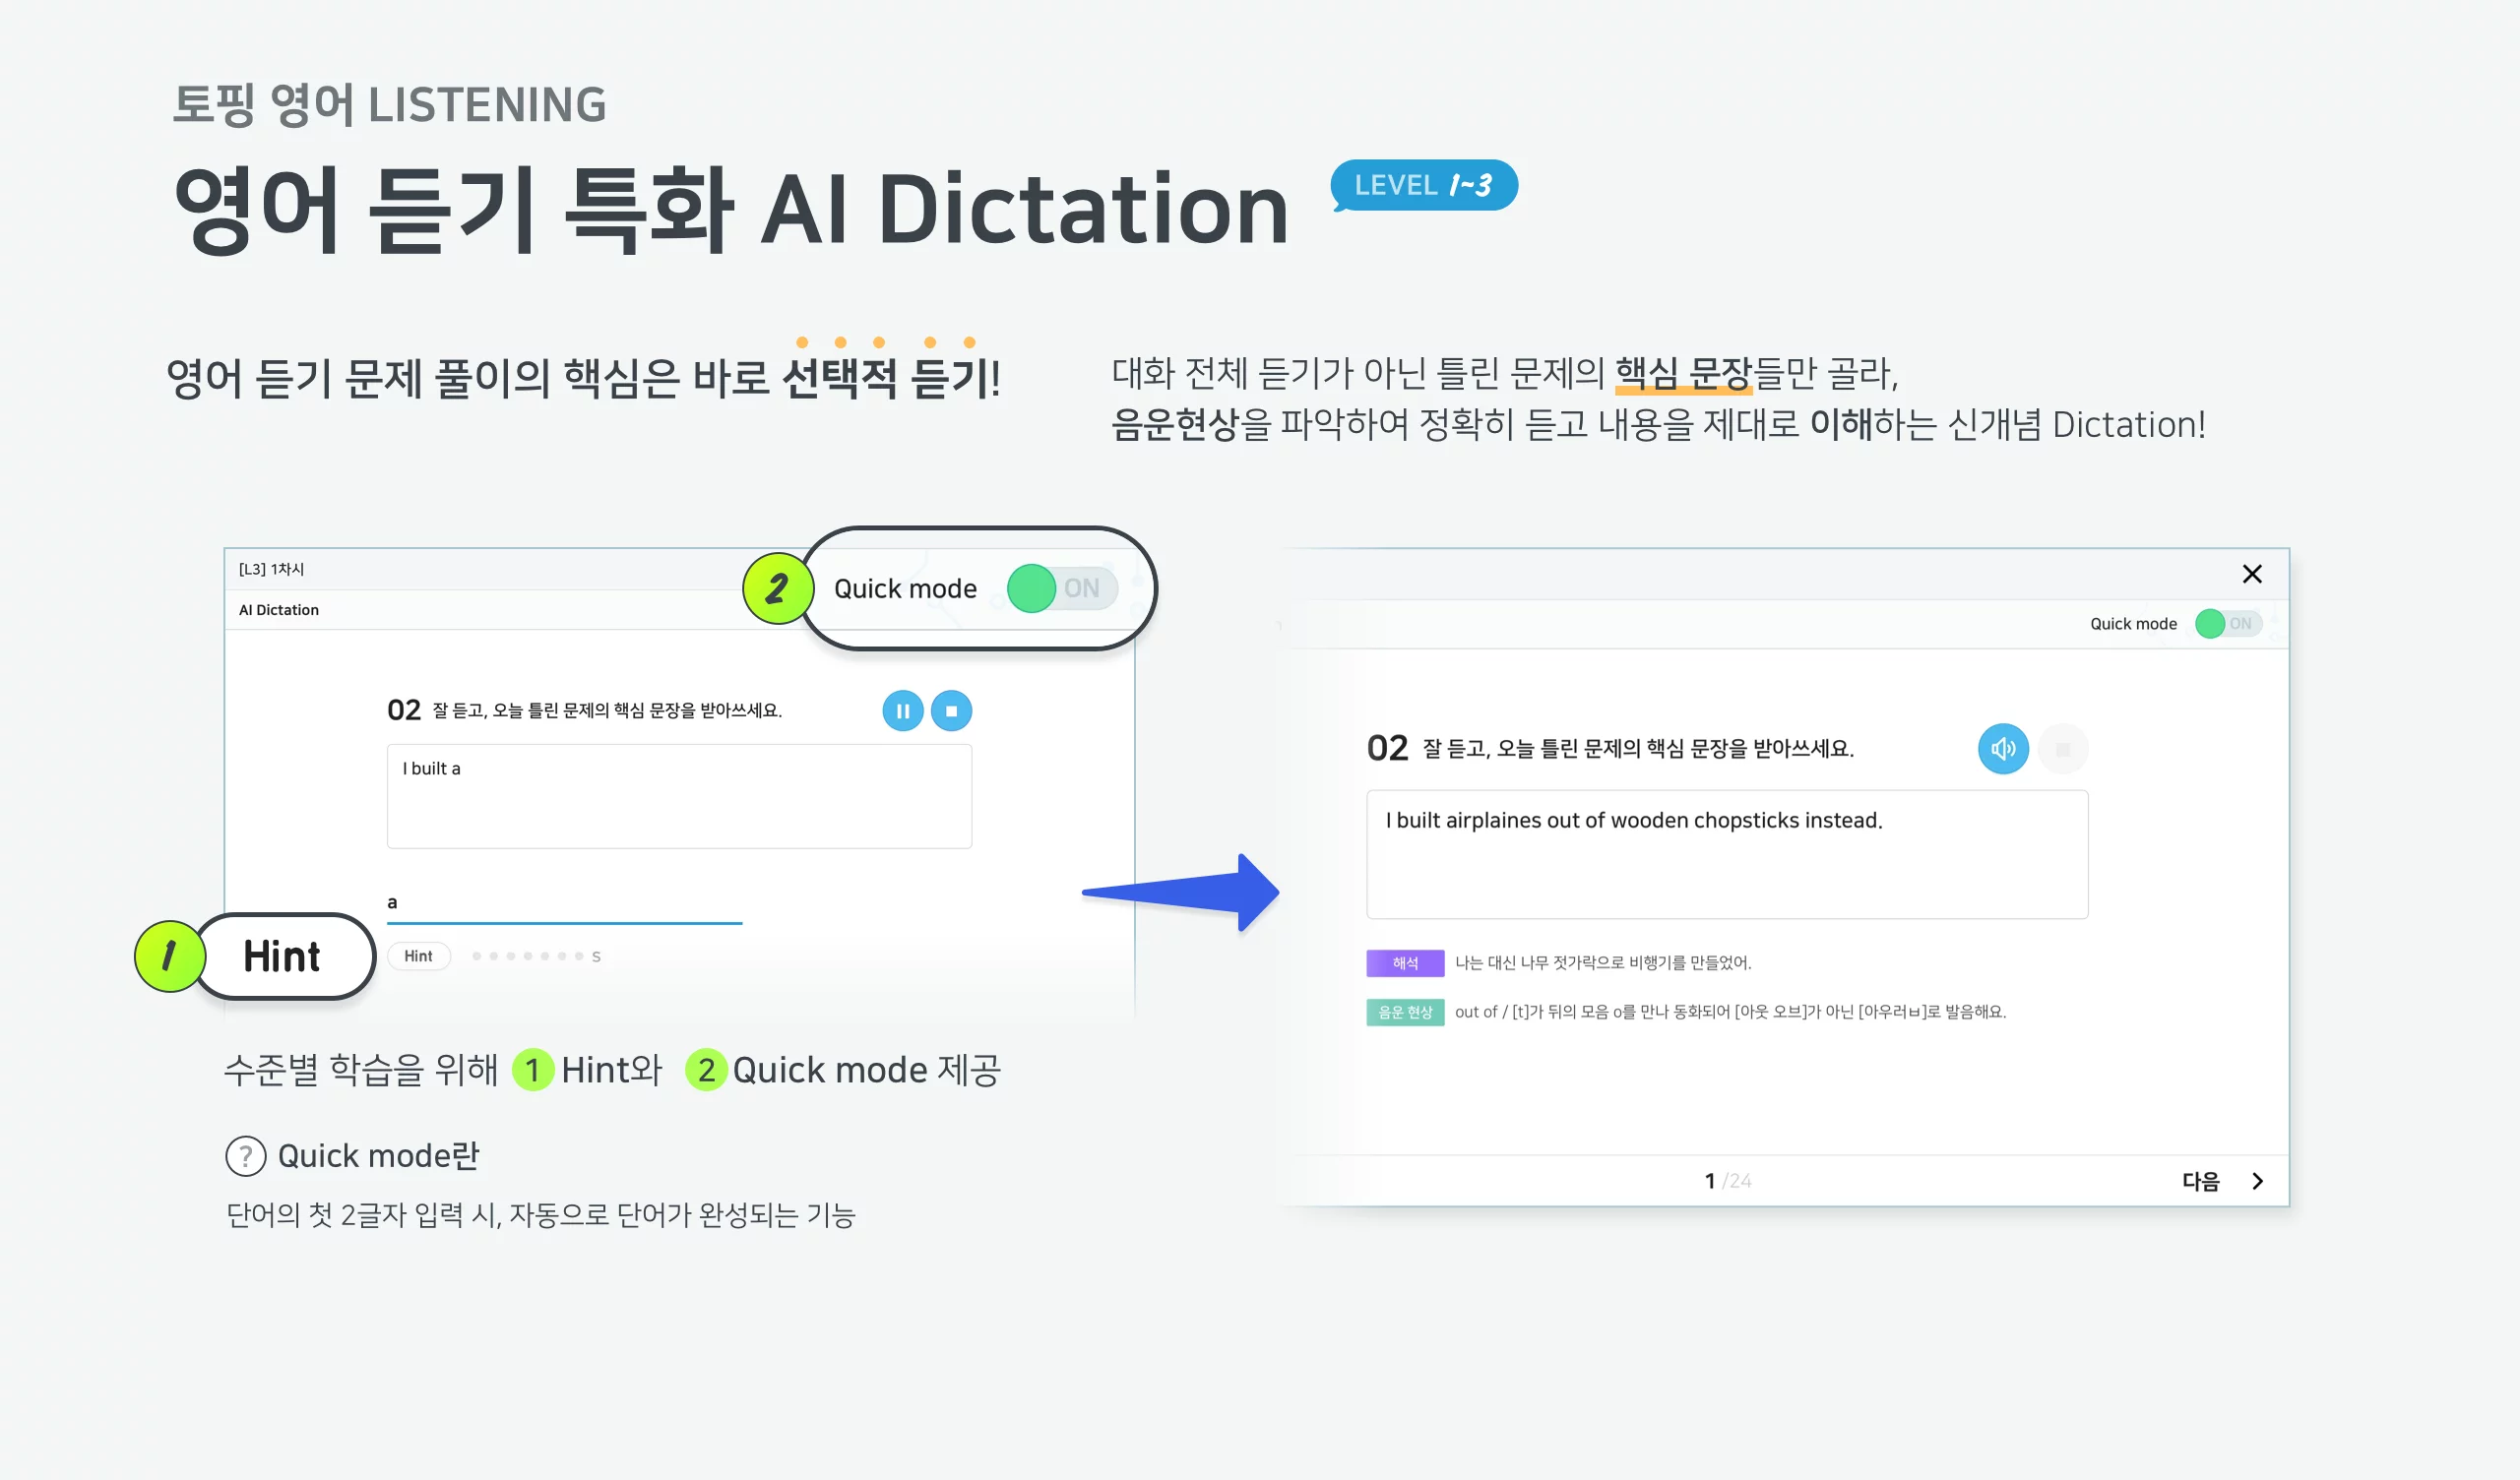 토핑 영어 LISTENING
영어 듣기 특화 AI Dictation
LEVEL 1~3
영어 듣기 문제 풀이의 핵심은 바로 선택적 듣기!
대화 전체 듣기가 아닌 틀린 문제의 핵심 문장들만 골라,
음운현상을 파악하여 정확히 듣고 내용을 제대로 이해하는 신개념 Dictation!
[L3] 1차시
AI Dictation
2 Quick mode ON
02 잘 듣고, 오늘 틀린 문제의 핵심 문장을 받아쓰세요.
I built a
a
1 Hint
Hint s
수준별 학습을 위해 1 Hint와 2 Quick mode 제공
? Quick mode란
단어의 첫 2글자 입력 시, 자동으로 단어가 완성되는 기능
Quick mode ON
02 잘 듣고, 오늘 틀린 문제의 핵심 문장을 받아쓰세요.
I built airplaines out of wooden chopsticks instead.
해석 나는 대신 나무 젓가락으로 비행기를 만들었어.
음운 현상 out of / [t]가 뒤의 모음 o를 만나 동화되어 [아웃 오브]가 아닌 [아우러ㅂ]로 발음해요.
1 /24
다음